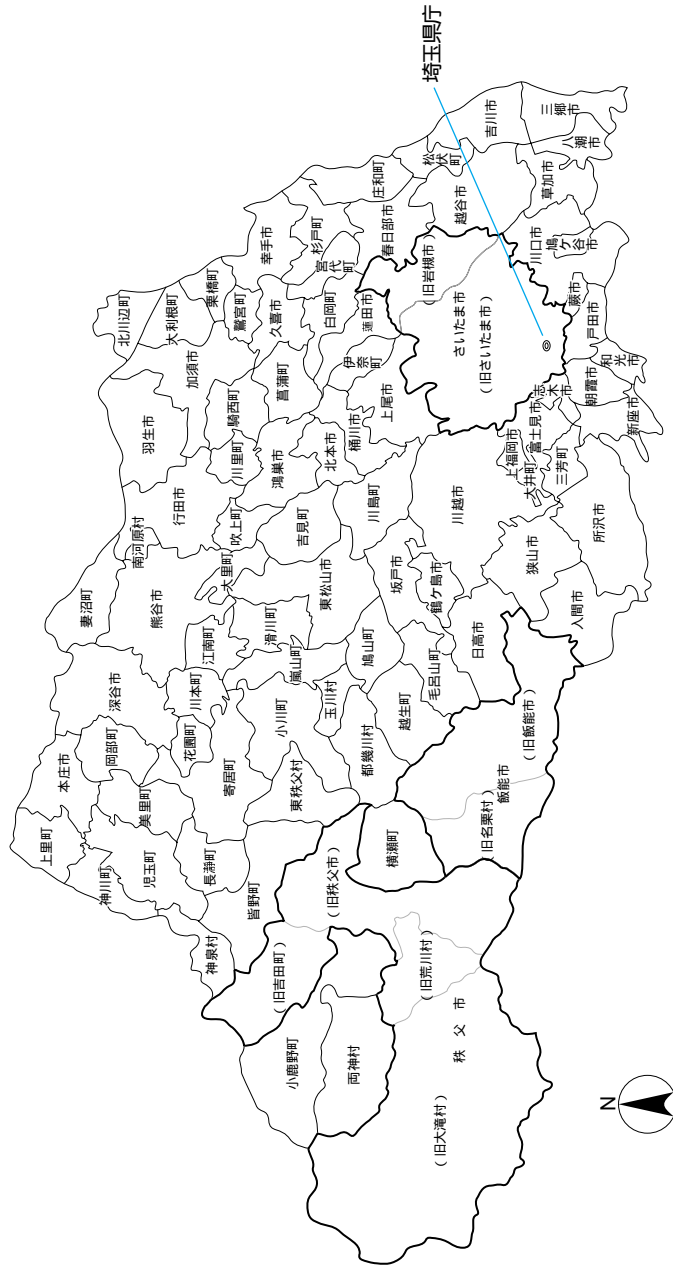 埼玉県庁
北川辺町
大利根町
栗橋町
幸手市
鷲宮町
久喜市
杉戸町
宮代町
庄和町
春日部市
松伏町
吉川市
三郷市
八潮市
草加市
越谷市
川口市
鳩ヶ谷市
蕨市
戸田市
和光市
朝霞市
志木市
新座市
富士見市
上福岡市
大井町
三芳町
所沢市
狭山市
入間市
川越市
さいたま市
(旧さいたま市)
(旧岩槻市)
蓮田市
白岡町
伊奈町
上尾市
桶川市
北本市
菖蒲町
加須市
騎西町
羽生市
川里町
鴻巣市
行田市
南河原村
吹上町
吉見町
川島町
妻沼町
熊谷市
大里町
東松山市
坂戸市
鶴ケ島市
日高市
毛呂山町
越生町
鳩山町
滑川町
嵐山町
玉川村
都幾川村
小川町
東秩父村
江南町
川本町
花園町
深谷市
岡部町
寄居町
本庄市
美里町
上里町
神川町
児玉町
長瀞町
皆野町
神泉村
横瀬町
飯能市
(旧飯能市)
(旧名栗村)
秩父市
(旧秩父市)
(旧吉田町)
(旧荒川村)
(旧大滝村)
小鹿野町
両神村
N